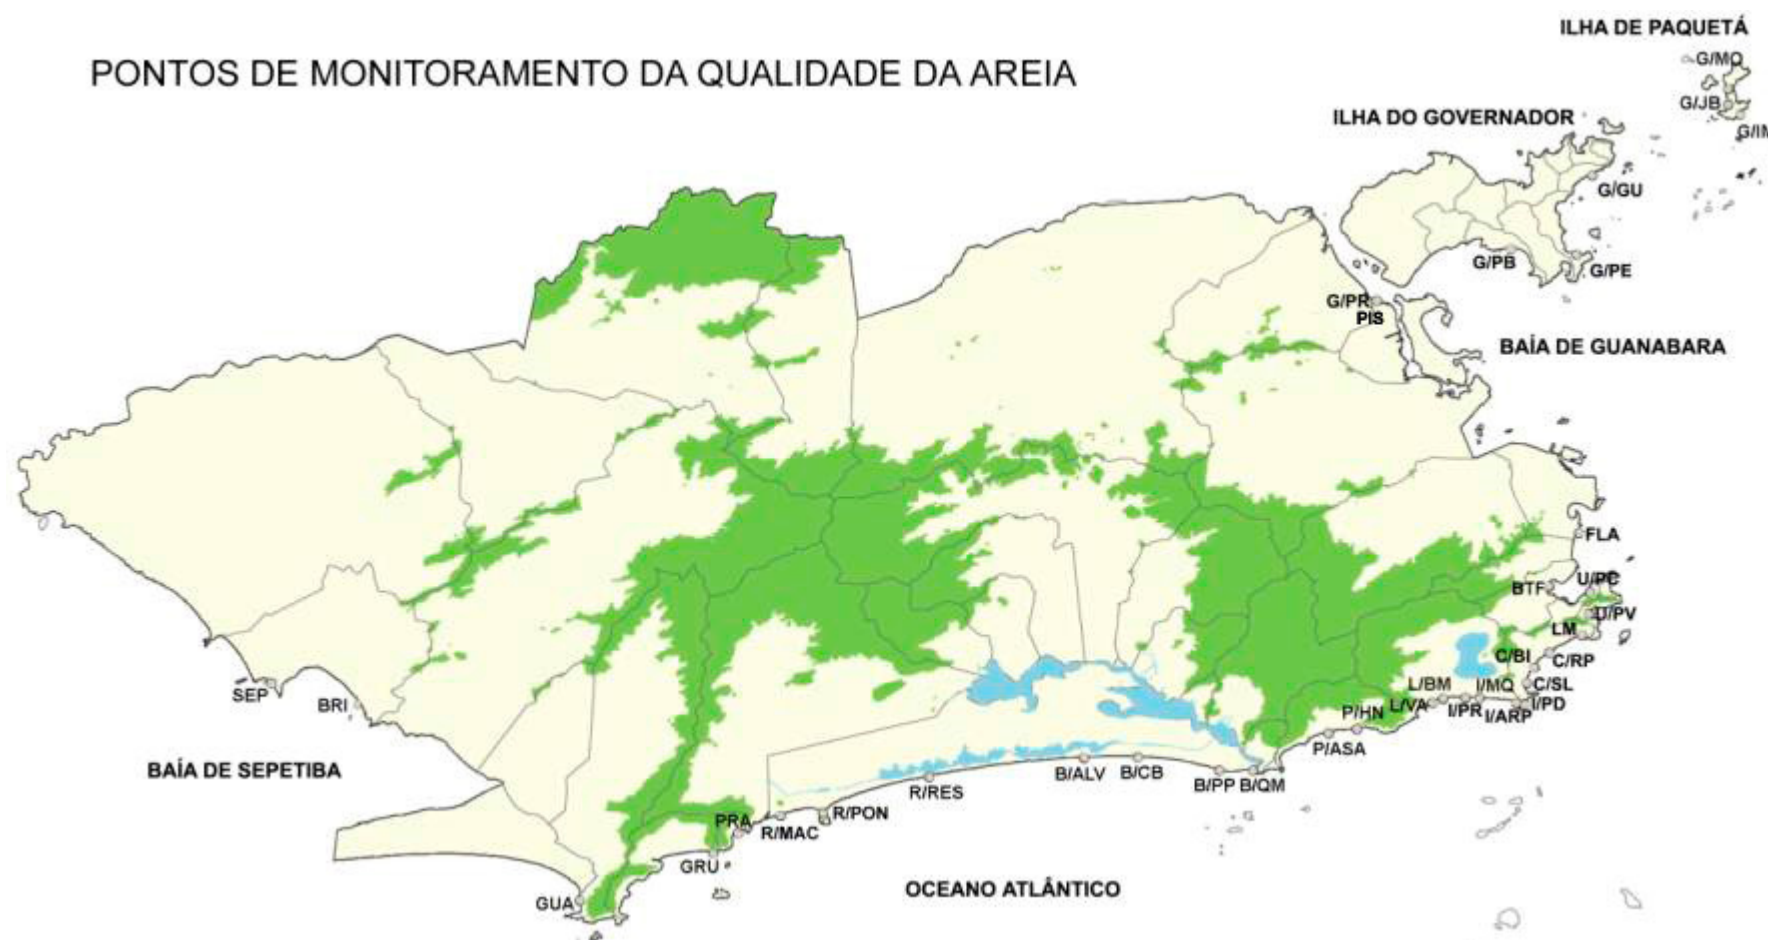 ILHA DE PAQUETÁ
G/MO
PONTOS DE MONITORAMENTO DA QUALIDADE DA AREIA
G/JB
ILHA DO GOVERNADOR
G/IM
G/GU
G/PB
G/PE
G/PR
PIS
BAÍA DE GUANABARA
FLA
U/PC
BTF
U/PV
LM
C/BI
C/RP
L/BM
I/MQ
C/SL
SEP
BRI
L/VA
I/PR
I/ARP
I/PD
P/HN
P/ASA
BAÍA DE SEPETIBA
B/ALV
B/CB
B/PP
B/QM
R/RES
R/PON
PRA
R/MAC
GRU
OCEANO ATLÂNTICO
GUA